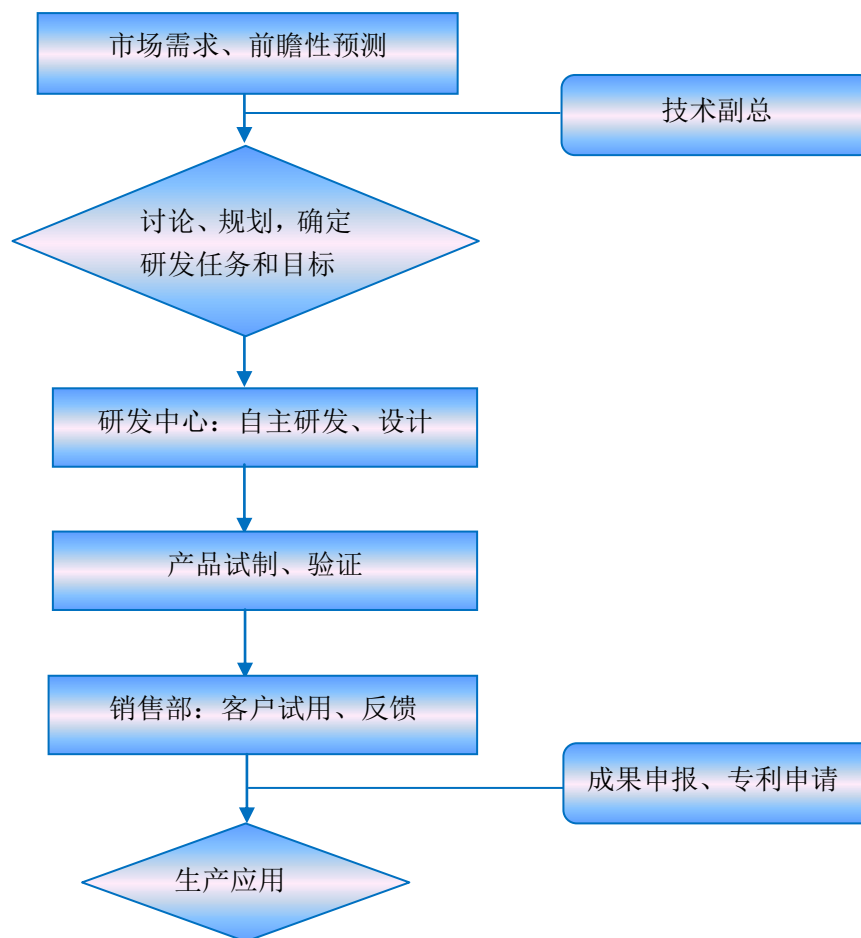 市场需求、前瞻性预测
技术副总
讨论、规划，确定
研发任务和目标
研发中心：自主研发、设计
产品试制、验证
销售部：客户试用、反馈
成果申报、专利申请
生产应用